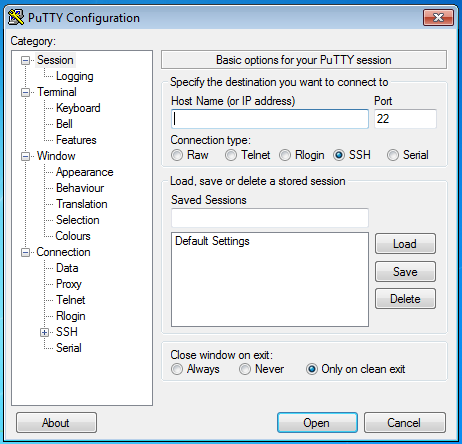 PuTTY Configuration
Category:
Session
Logging
Terminal
Keyboard
Bell
Features
Window
Appearance
Behaviour
Translation
Selection
Colours
Connection
Data
Proxy
Telnet
Rlogin
SSH
Serial
Basic options for your PuTTY session
Specify the destination you want to connect to
Host Name (or IP address) Port
22
Connection type:
Raw Telnet Rlogin SSH Serial
Load, save or delete a stored session
Saved Sessions
Default Settings
Load
Save
Delete
Close window on exit:
Always Never Only on clean exit
About Open Cancel